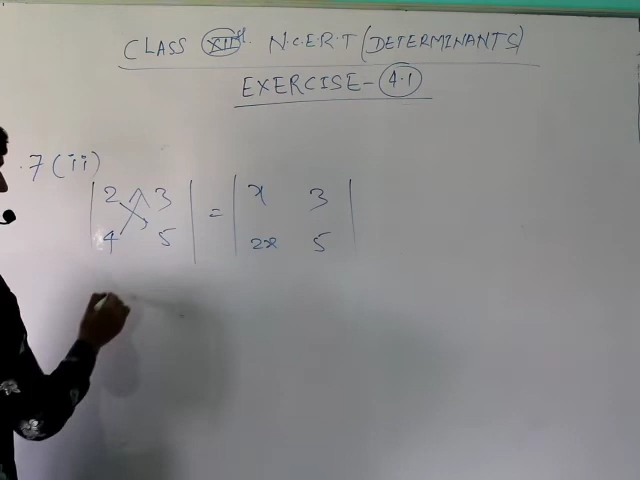 CLASS XIIth N.C.E.R.T (DETERMINANTS)
EXERCISE-4.1
.7(ii)
| 2 3 | = | x 3 |
| 4 5 | | 2x 5 |